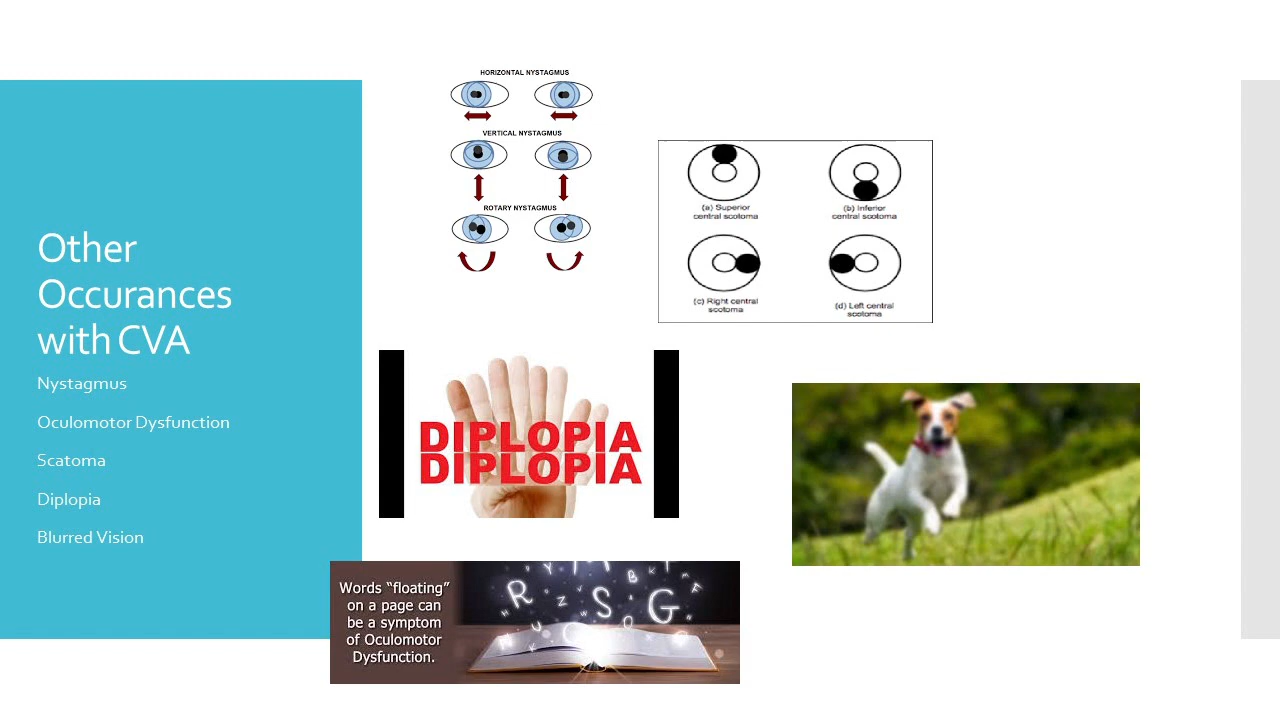 Other
Occurances
with CVA
Nystagmus
Oculomotor Dysfunction
Scatoma
Diplopia
Blurred Vision
HORIZONTAL NYSTAGMUS
VERTICAL NYSTAGMUS
ROTARY NYSTAGMUS
(a) Superior
central scotoma
(b) Inferior
central scotoma
(c) Right central
scotoma
(d) Left central
scotoma
DIPLOPIA
DIPLOPIA
Words “floating”
on a page can
be a symptom
of Oculomotor
Dysfunction.
R
S
G